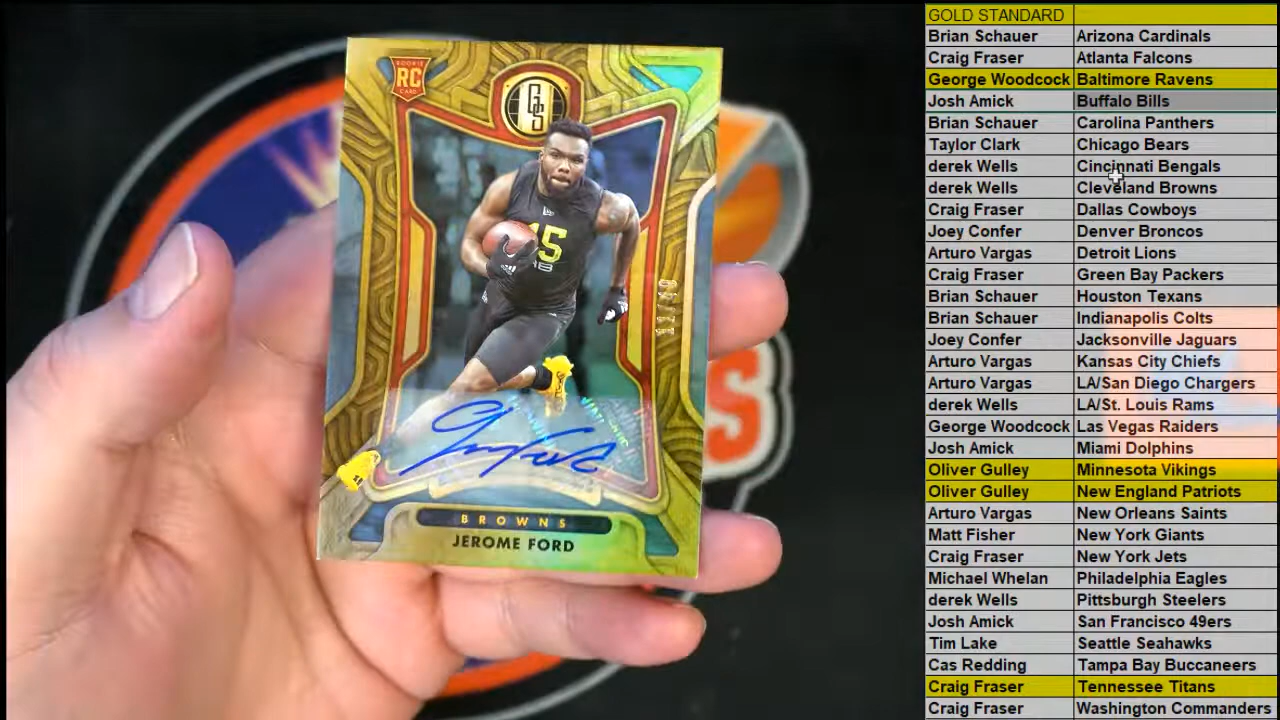 ROOKIE
RC
CARD
GS
15
RB
BROWNS
JEROME FORD
GOLD STANDARD
Brian Schauer Arizona Cardinals
Craig Fraser Atlanta Falcons
George Woodcock Baltimore Ravens
Josh Amick Buffalo Bills
Brian Schauer Carolina Panthers
Taylor Clark Chicago Bears
derek Wells Cincinnati Bengals
derek Wells Cleveland Browns
Craig Fraser Dallas Cowboys
Joey Confer Denver Broncos
Arturo Vargas Detroit Lions
Craig Fraser Green Bay Packers
Brian Schauer Houston Texans
Brian Schauer Indianapolis Colts
Joey Confer Jacksonville Jaguars
Arturo Vargas Kansas City Chiefs
Arturo Vargas LA/San Diego Chargers
derek Wells LA/St. Louis Rams
George Woodcock Las Vegas Raiders
Josh Amick Miami Dolphins
Oliver Gulley Minnesota Vikings
Oliver Gulley New England Patriots
Arturo Vargas New Orleans Saints
Matt Fisher New York Giants
Craig Fraser New York Jets
Michael Whelan Philadelphia Eagles
derek Wells Pittsburgh Steelers
Josh Amick San Francisco 49ers
Tim Lake Seattle Seahawks
Cas Redding Tampa Bay Buccaneers
Craig Fraser Tennessee Titans
Craig Fraser Washington Commanders